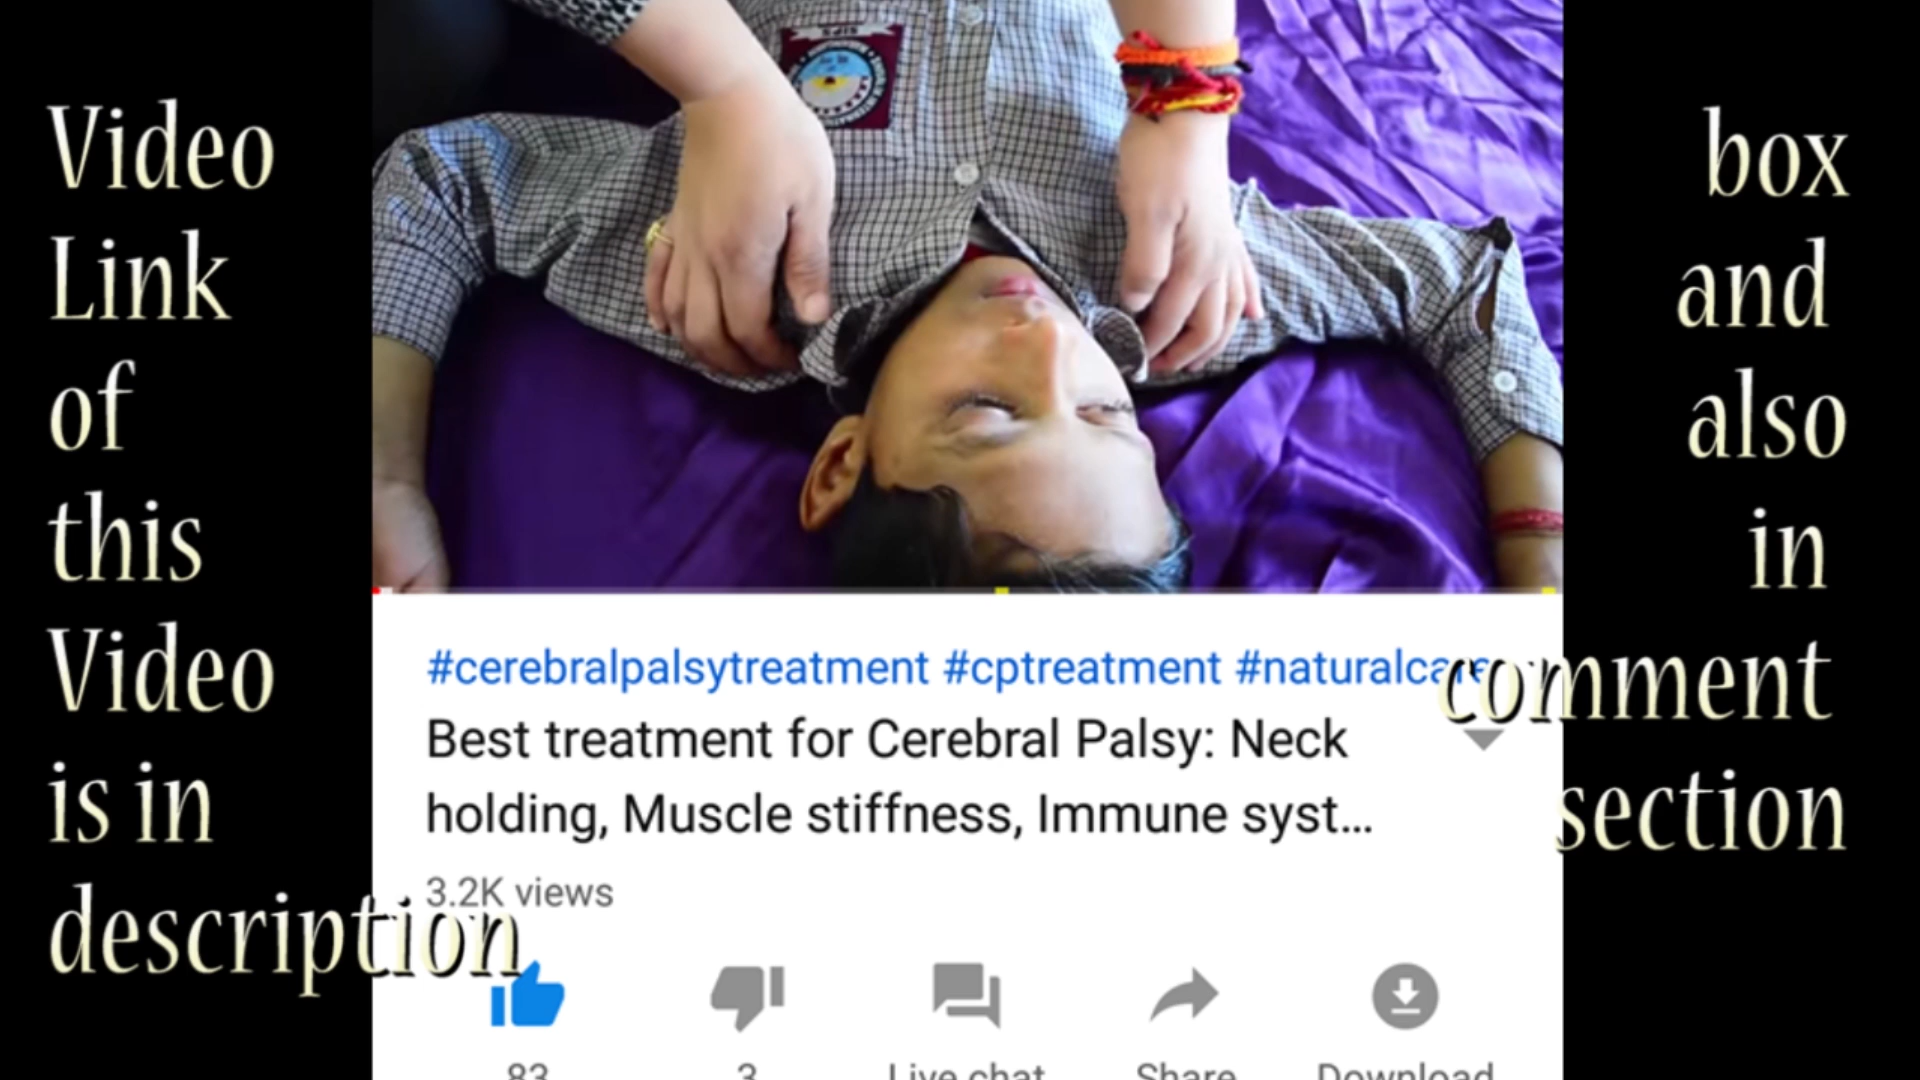 Video
Link
of
this
Video
is in
description
box
and
also
in
comment
section
#cerebralpalsytreatment #cptreatment #naturalcare
Best treatment for Cerebral Palsy: Neck
holding, Muscle stiffness, Immune syst...
3.2K views
83 3 Live chat Share Download